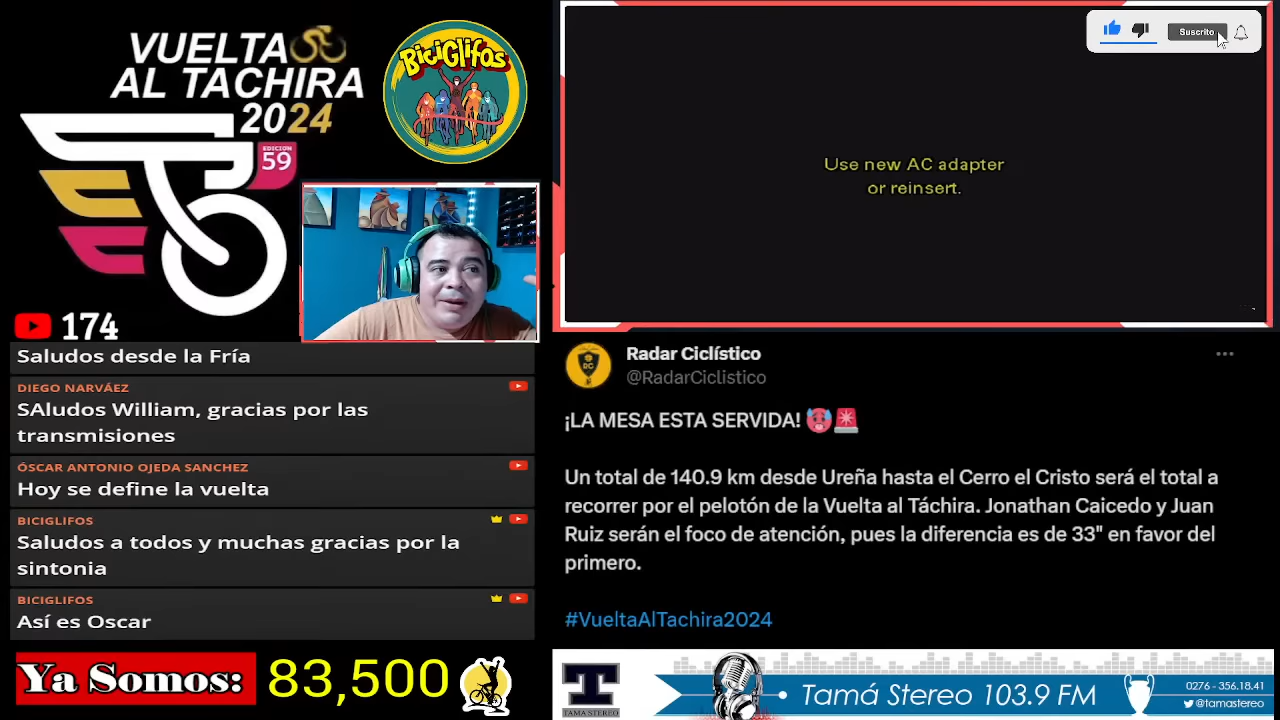 VUELTA
AL TACHIRA
2024
EDICION
59
BiciGlifos
174
Saludos desde la Fría
DIEGO NARVÁEZ
SAludos William, gracias por las
transmisiones
ÓSCAR ANTONIO OJEDA SANCHEZ
Hoy se define la vuelta
BICIGLIFOS
Saludos a todos y muchas gracias por la
sintonia
BICIGLIFOS
Así es Oscar
Ya Somos: 83,500
Suscrito
Use new AC adapter
or reinsert.
Radar Ciclístico
@RadarCiclistico
¡LA MESA ESTA SERVIDA! 🥵🚨
Un total de 140.9 km desde Ureña hasta el Cerro el Cristo será el total a
recorrer por el pelotón de la Vuelta al Táchira. Jonathan Caicedo y Juan
Ruiz serán el foco de atención, pues la diferencia es de 33" en favor del
primero.
#VueltaAlTachira2024
TAMA STEREO
Tamá Stereo 103.9 FM
0276 - 356.18.41
@tamastereo